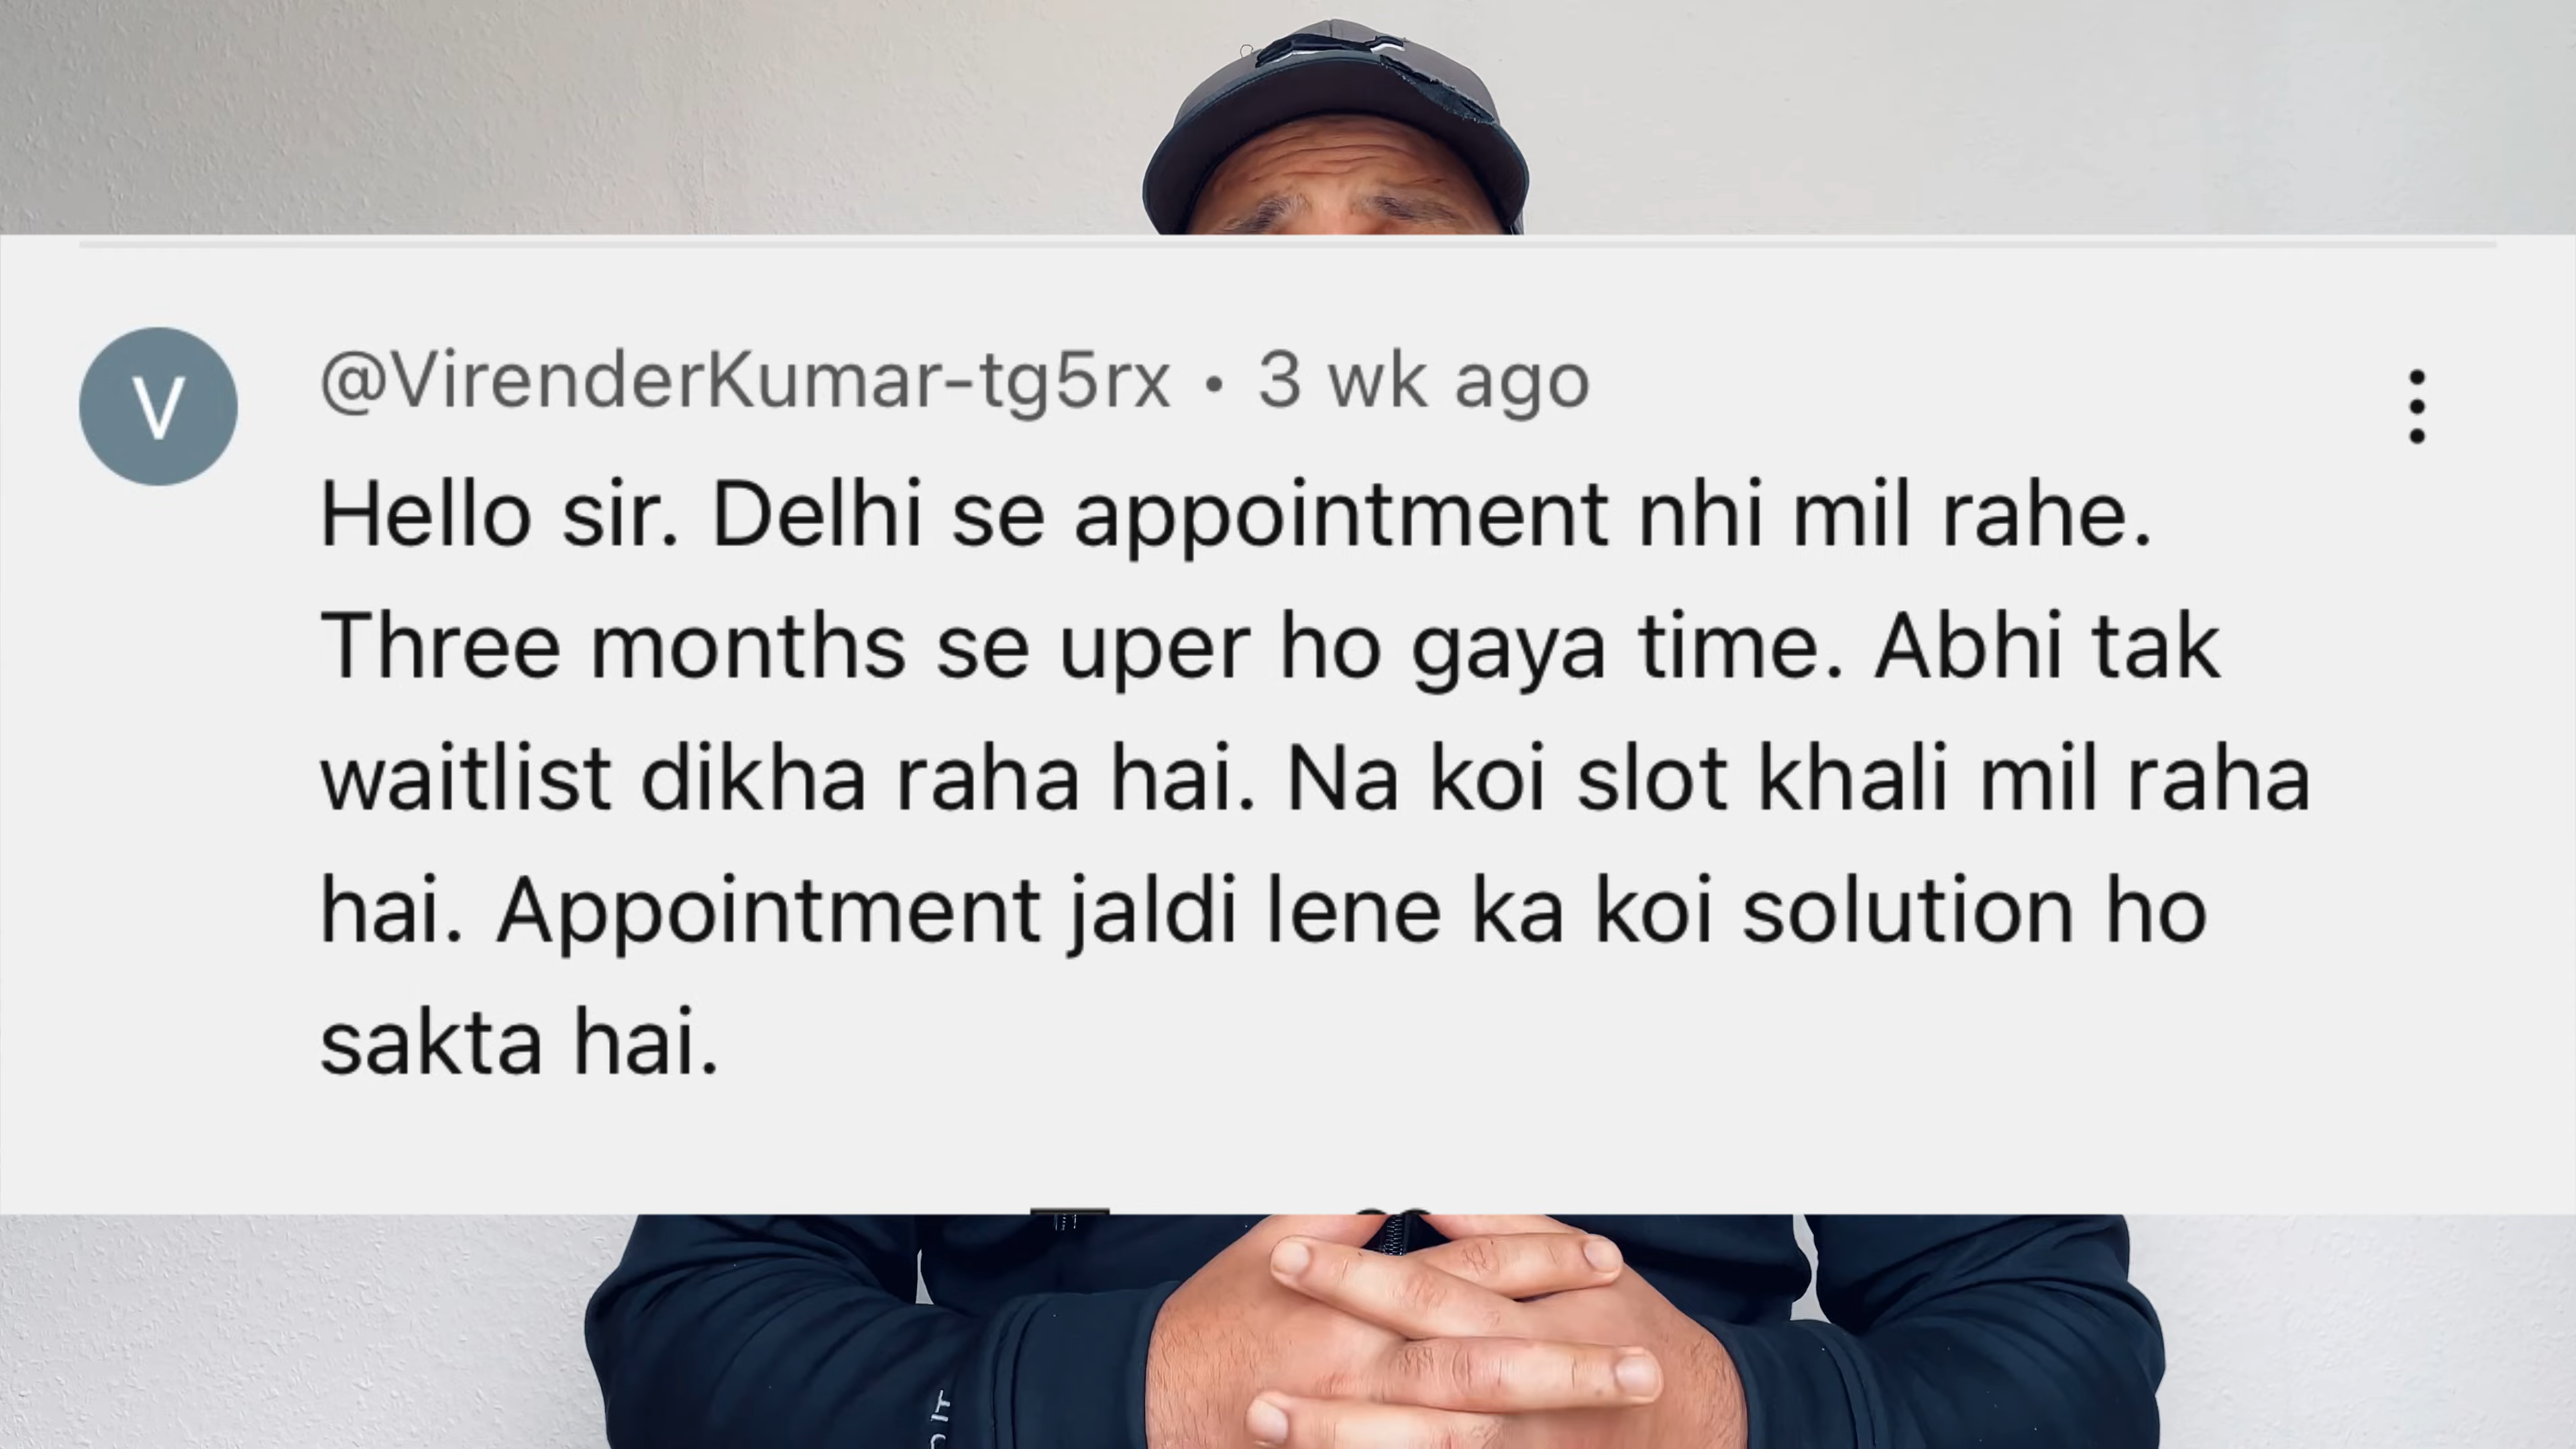 V
@VirenderKumar-tg5rx • 3 wk ago
Hello sir. Delhi se appointment nhi mil rahe.
Three months se uper ho gaya time. Abhi tak
waitlist dikha raha hai. Na koi slot khali mil raha
hai. Appointment jaldi lene ka koi solution ho
sakta hai.